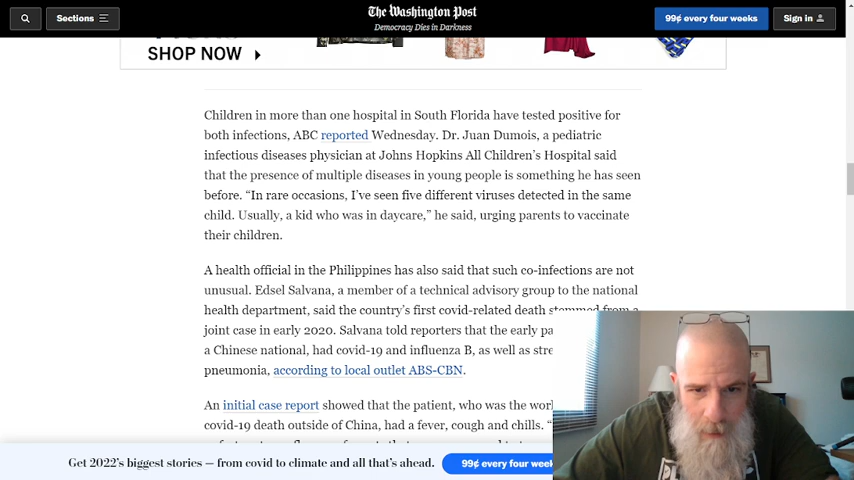 Sections
The Washington Post
Democracy Dies in Darkness
99¢ every four weeks
Sign in
SHOP NOW
Children in more than one hospital in South Florida have tested positive for
both infections, ABC reported Wednesday. Dr. Juan Dumois, a pediatric
infectious diseases physician at Johns Hopkins All Children's Hospital said
that the presence of multiple diseases in young people is something he has seen
before. “In rare occasions, I've seen five different viruses detected in the same
child. Usually, a kid who was in daycare,” he said, urging parents to vaccinate
their children.
A health official in the Philippines has also said that such co-infections are not
unusual. Edsel Salvana, a member of a technical advisory group to the national
health department, said the country's first covid-related death stemmed from a
joint case in early 2020. Salvana told reporters that the early pa
a Chinese national, had covid-19 and influenza B, as well as stre
pneumonia, according to local outlet ABS-CBN.
An initial case report showed that the patient, who was the worl
covid-19 death outside of China, had a fever, cough and chills. “
Get 2022's biggest stories — from covid to climate and all that's ahead.
99¢ every four week